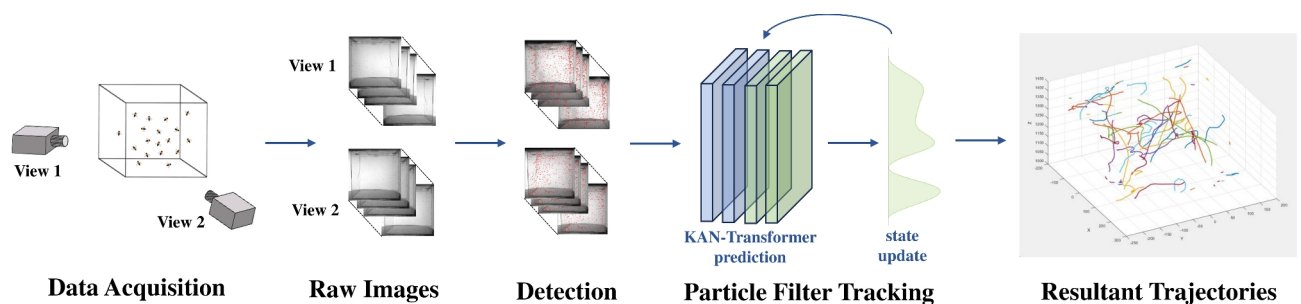 View 1
View 2
View 1
View 2
KAN-Transformer
prediction
state
update
Data Acquisition
Raw Images
Detection
Particle Filter Tracking
Resultant Trajectories